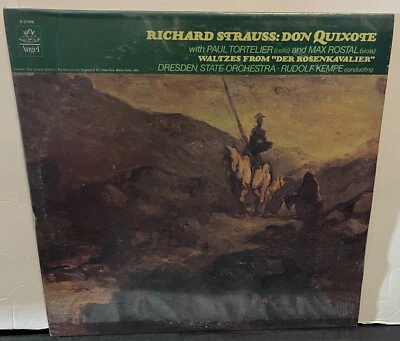 RICHARD STRAUSS: DON QUIXOTE
with PAUL TORTELIER (cello) and MAX ROSTAL (viola)
WALTZES FROM "DER ROSENKAVALIER"
DRESDEN STATE ORCHESTRA · RUDOLF KEMPE conducting
Angel